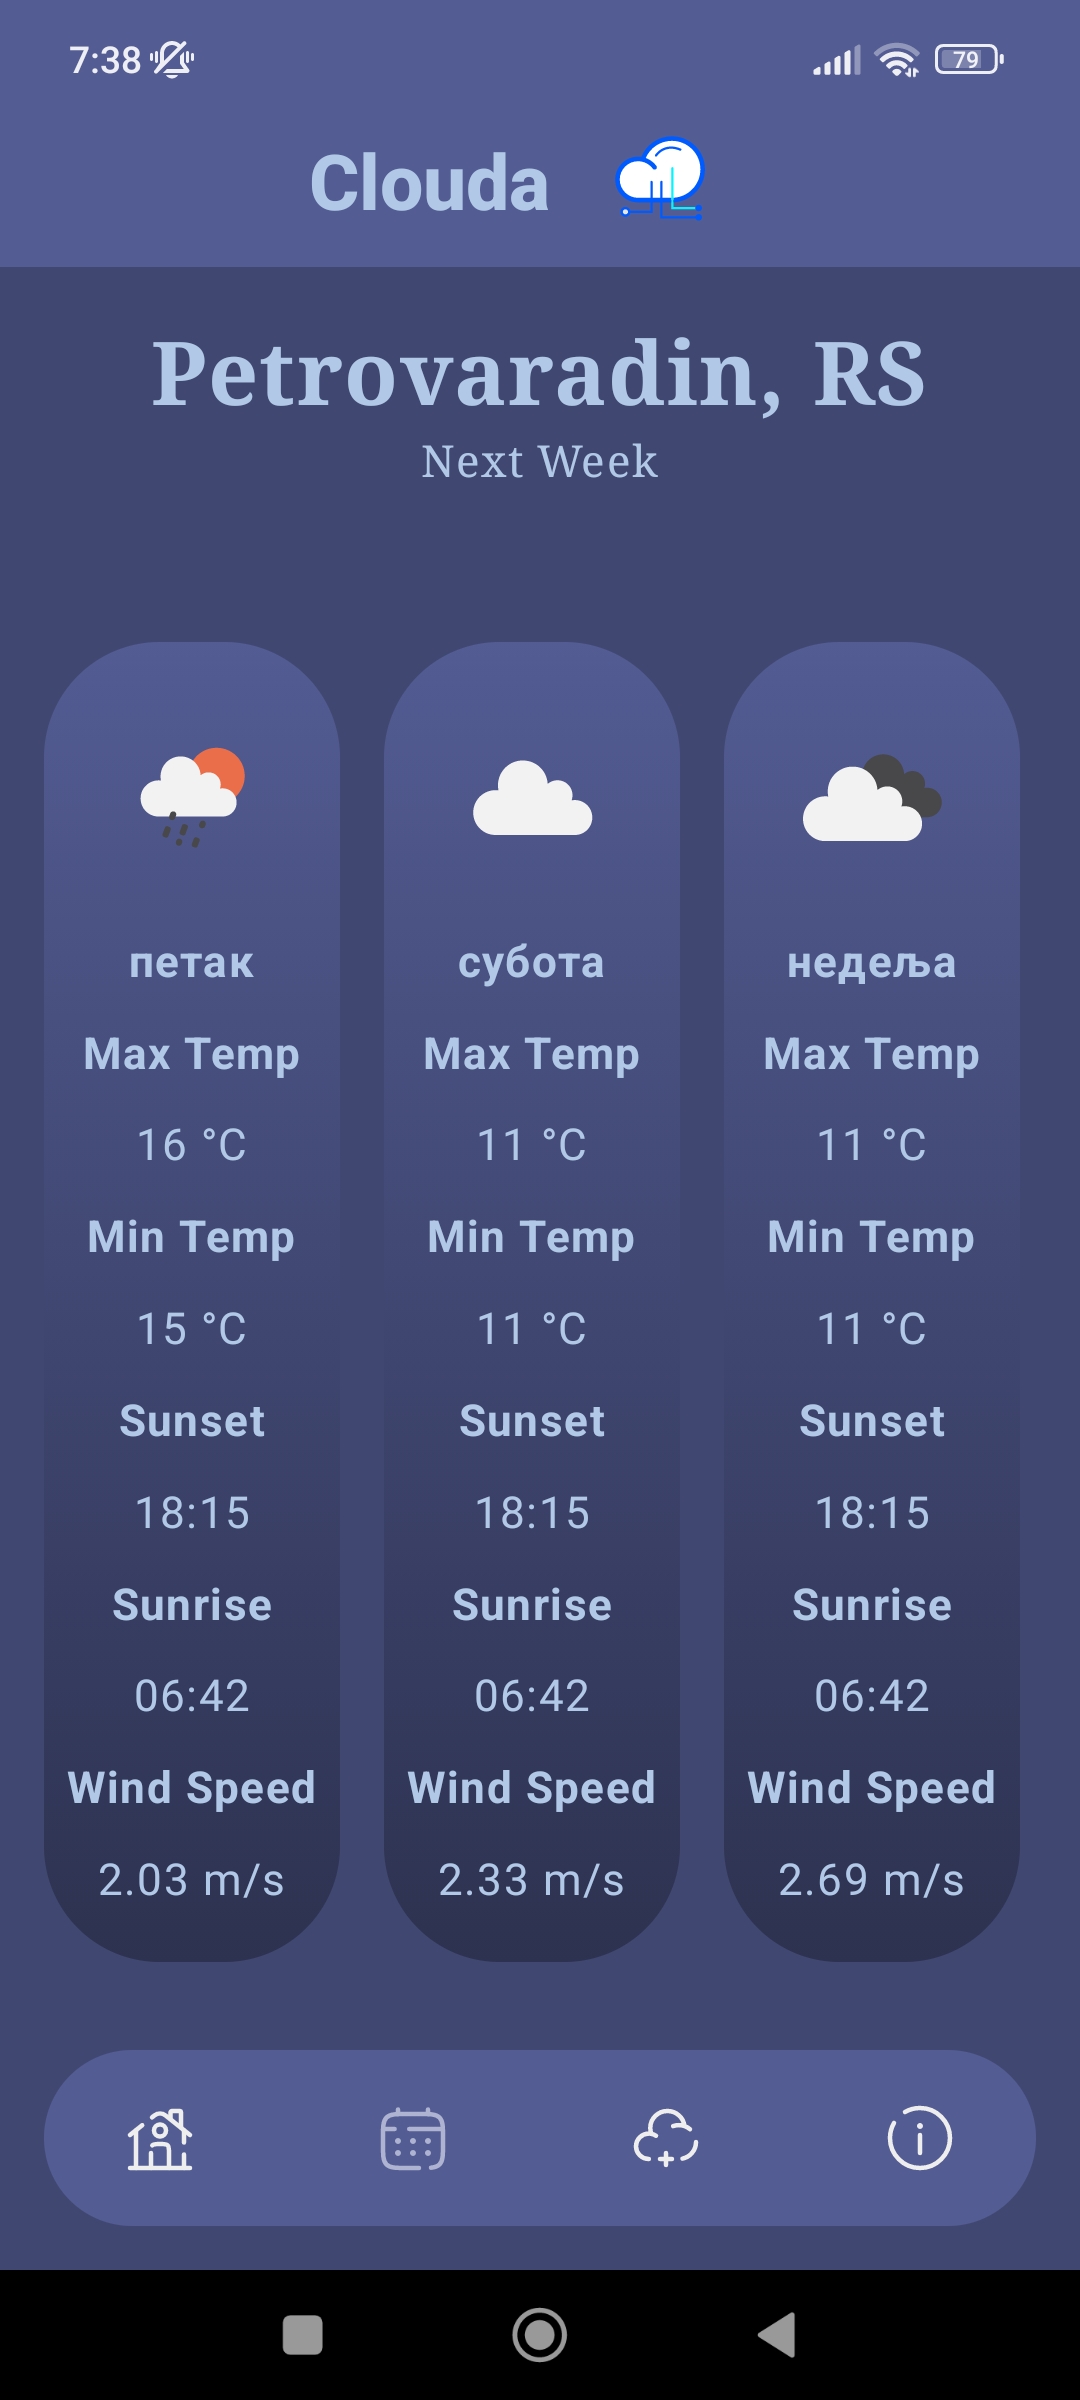 7:38
79
Clouda
Petrovaradin, RS
Next Week
петак
Max Temp
16 °C
Min Temp
15 °C
Sunset
18:15
Sunrise
06:42
Wind Speed
2.03 m/s
субота
Max Temp
11 °C
Min Temp
11 °C
Sunset
18:15
Sunrise
06:42
Wind Speed
2.33 m/s
недеља
Max Temp
11 °C
Min Temp
11 °C
Sunset
18:15
Sunrise
06:42
Wind Speed
2.69 m/s